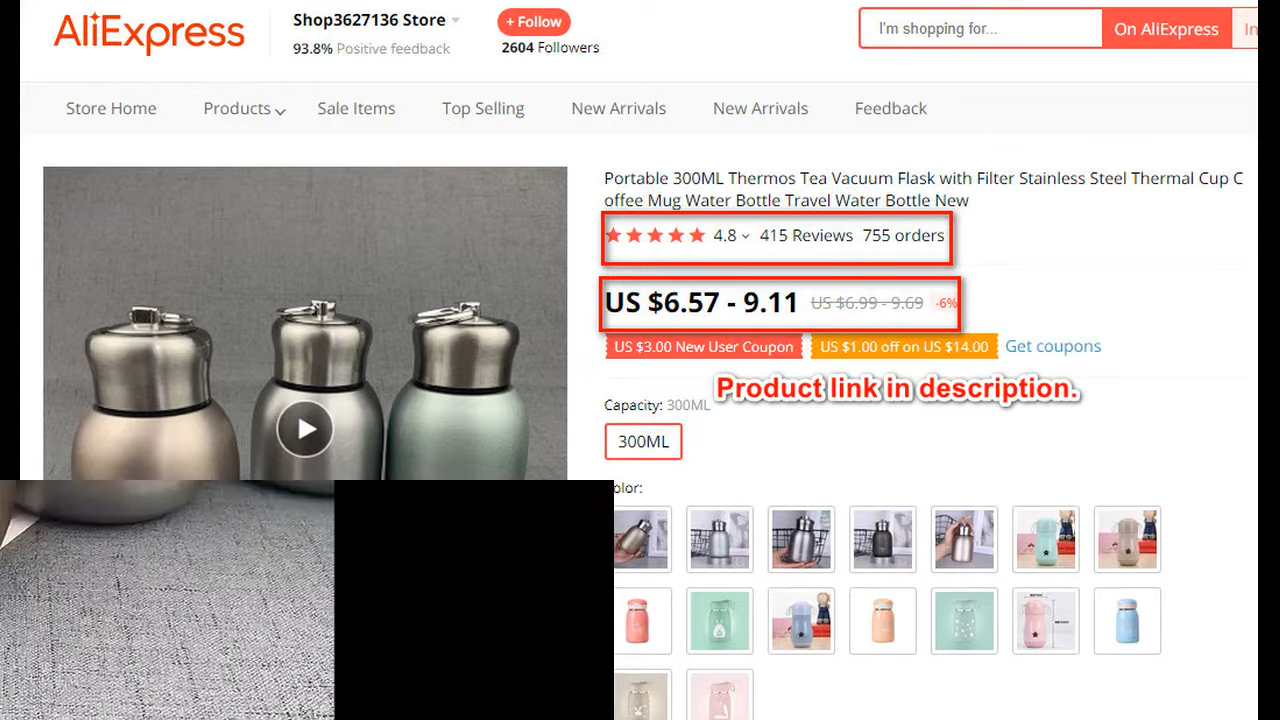 AliExpress
Shop3627136 Store
93.8% Positive feedback
+ Follow
2604 Followers
I'm shopping for...
On AliExpress
In
Store Home Products Sale Items Top Selling New Arrivals New Arrivals Feedback
Portable 300ML Thermos Tea Vacuum Flask with Filter Stainless Steel Thermal Cup C
offee Mug Water Bottle Travel Water Bottle New
4.8 415 Reviews 755 orders
US $6.57 - 9.11 US $6.99 - 9.69 -6%
US $3.00 New User Coupon US $1.00 off on US $14.00 Get coupons
Product link in description.
Capacity: 300ML
300ML
olor: